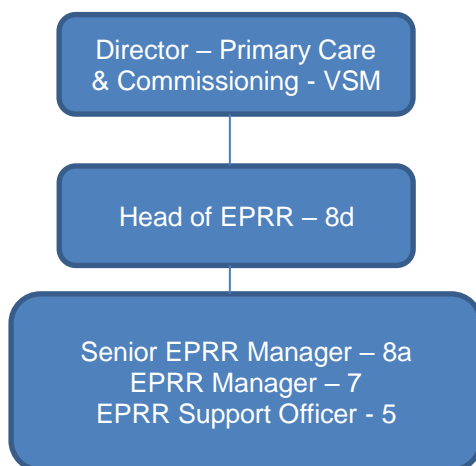 Director – Primary Care
& Commissioning - VSM
Head of EPRR – 8d
Senior EPRR Manager – 8a
EPRR Manager – 7
EPRR Support Officer - 5